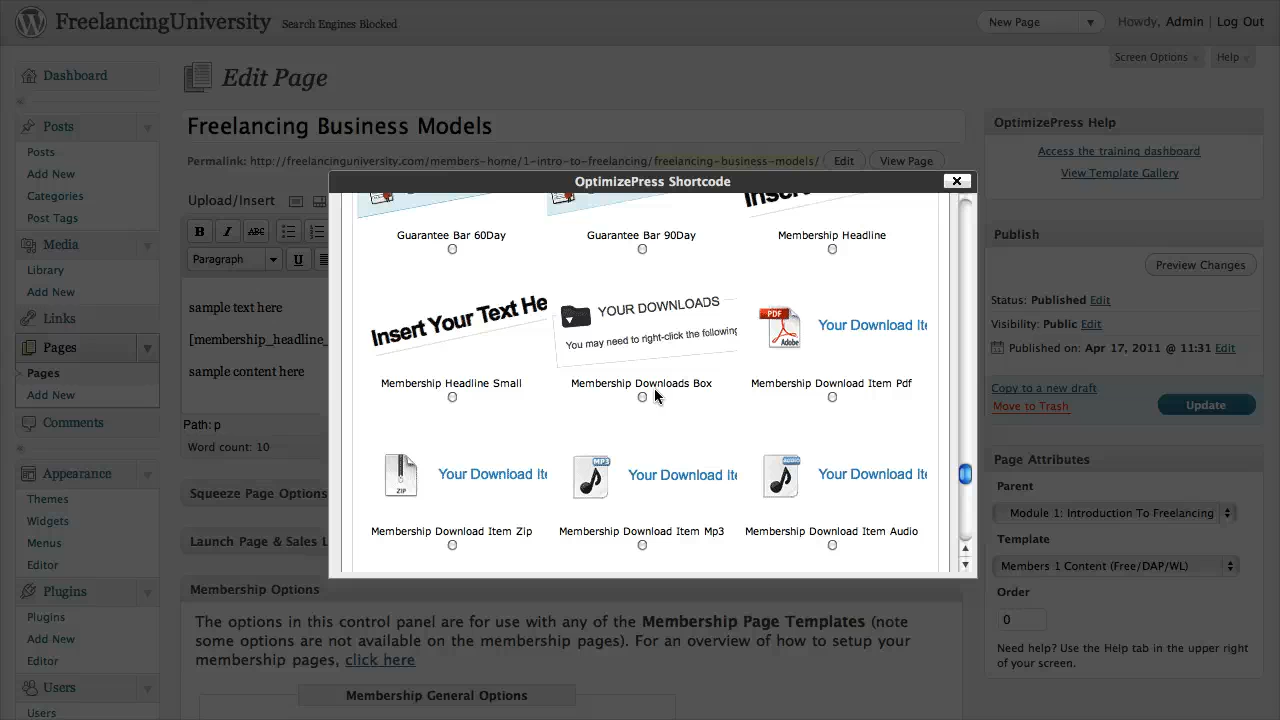 FreelancingUniversity Search Engines Blocked
New Page
Howdy, Admin | Log Out
Screen Options
Help
Dashboard
Posts
Posts
Add New
Categories
Post Tags
Media
Library
Add New
Links
Pages
Pages
Add New
Comments
Appearance
Themes
Widgets
Menus
Editor
Plugins
Plugins
Add New
Editor
Users
Users
Edit Page
Freelancing Business Models
Permalink: http://freelancinguniversity.com/members-home/1-intro-to-freelancing/freelancing-business-models/ Edit View Page
Upload/Insert
B I ABC
Paragraph U
sample text here
[membership_headline_
sample content here
Path: p
Word count: 10
Squeeze Page Options
Launch Page & Sales L
Membership Options
The options in this control panel are for use with any of the Membership Page Templates (note
some options are not available on the membership pages). For an overview of how to setup your
membership pages, click here
Membership General Options
OptimizePress Shortcode
Guarantee Bar 60Day
Guarantee Bar 90Day
Membership Headline
Insert Your Text He
Membership Headline Small
YOUR DOWNLOADS
You may need to right-click the following
Membership Downloads Box
PDF
Adobe
Your Download Ite
Membership Download Item Pdf
ZIP
Your Download Ite
Membership Download Item Zip
MP3
Your Download Ite
Membership Download Item Mp3
Your Download Ite
Membership Download Item Audio
OptimizePress Help
Access the training dashboard
View Template Gallery
Publish
Preview Changes
Status: Published Edit
Visibility: Public Edit
Published on: Apr 17, 2011 @ 11:31 Edit
Copy to a new draft
Move to Trash
Update
Page Attributes
Parent
Module 1: Introduction To Freelancing
Template
Members 1 Content (Free/DAP/WL)
Order
0
Need help? Use the Help tab in the upper right
of your screen.